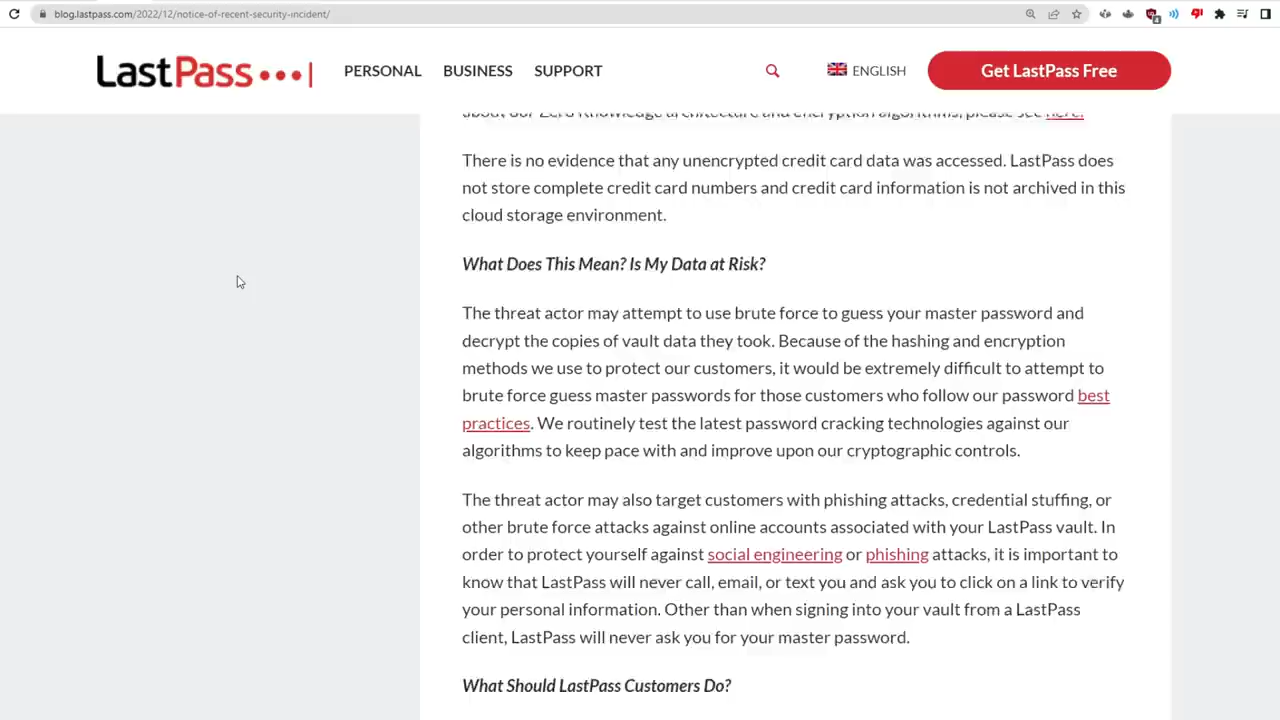 blog.lastpass.com/2022/12/notice-of-recent-security-incident/
LastPass
PERSONAL BUSINESS SUPPORT
ENGLISH
Get LastPass Free
about our Zero Knowledge architecture and encryption algorithms, please see here.
There is no evidence that any unencrypted credit card data was accessed. LastPass does
not store complete credit card numbers and credit card information is not archived in this
cloud storage environment.
What Does This Mean? Is My Data at Risk?
The threat actor may attempt to use brute force to guess your master password and
decrypt the copies of vault data they took. Because of the hashing and encryption
methods we use to protect our customers, it would be extremely difficult to attempt to
brute force guess master passwords for those customers who follow our password best
practices. We routinely test the latest password cracking technologies against our
algorithms to keep pace with and improve upon our cryptographic controls.
The threat actor may also target customers with phishing attacks, credential stuffing, or
other brute force attacks against online accounts associated with your LastPass vault. In
order to protect yourself against social engineering or phishing attacks, it is important to
know that LastPass will never call, email, or text you and ask you to click on a link to verify
your personal information. Other than when signing into your vault from a LastPass
client, LastPass will never ask you for your master password.
What Should LastPass Customers Do?